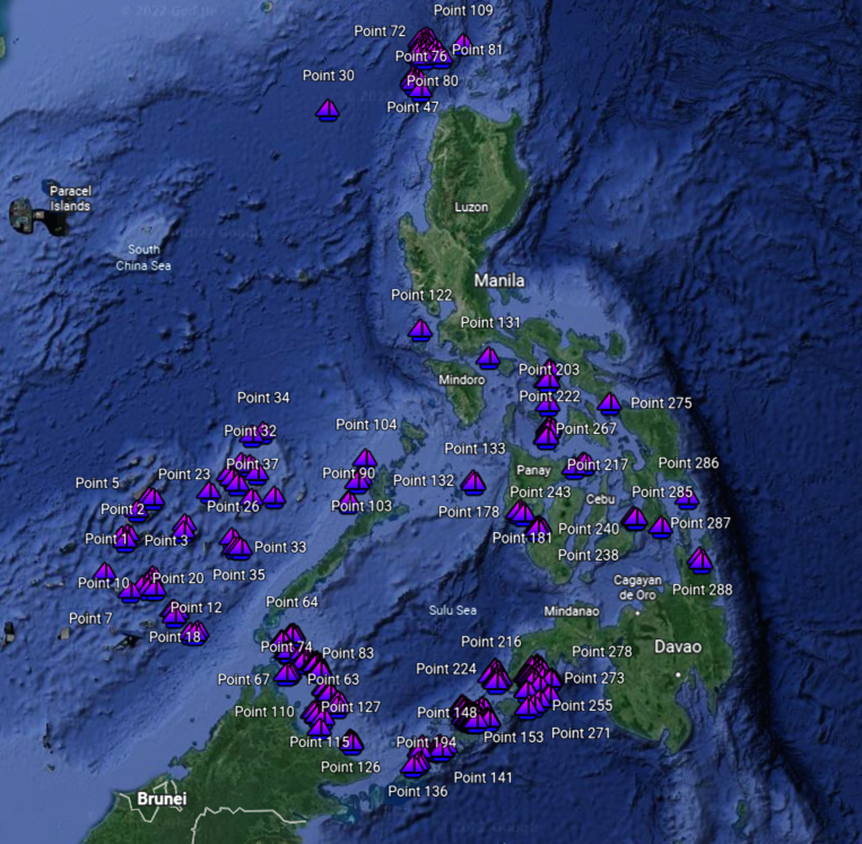 © 2022 Go
Point 109
Point 72
Point 81
Point 76
Point 30
Point 80
Point 47
Paracel
Islands
Luzon
South
China Sea
Manila
Point 122
Point 131
Point 203
Mindoro
Point 222
Point 34
Point 275
Point 104
Point 32
Point 267
Point 133
Point 37
Point 286
Point 217
Panay
Point 23
Point 90
Point 132
Point 5
Point 243
Point 285
Cebu
Point 26
Point 103
Point 2
Point 178
Point 287
Point 240
Point 181
Point 1
Point 3
Point 33
Point 238
Point 35
Point 20
Point 10
Cagayan
de Oro
Point 288
Point 64
Point 12
Sulu Sea
Mindanao
Point 7
Point 18
Point 216
Point 74
Davao
Point 83
Point 278
Point 224
Point 67
Point 63
Point 273
Point 127
Point 255
Point 110
Point 148
Point 271
Point 153
Point 115
Point 194
Point 126
Point 141
Point 136
Brunei